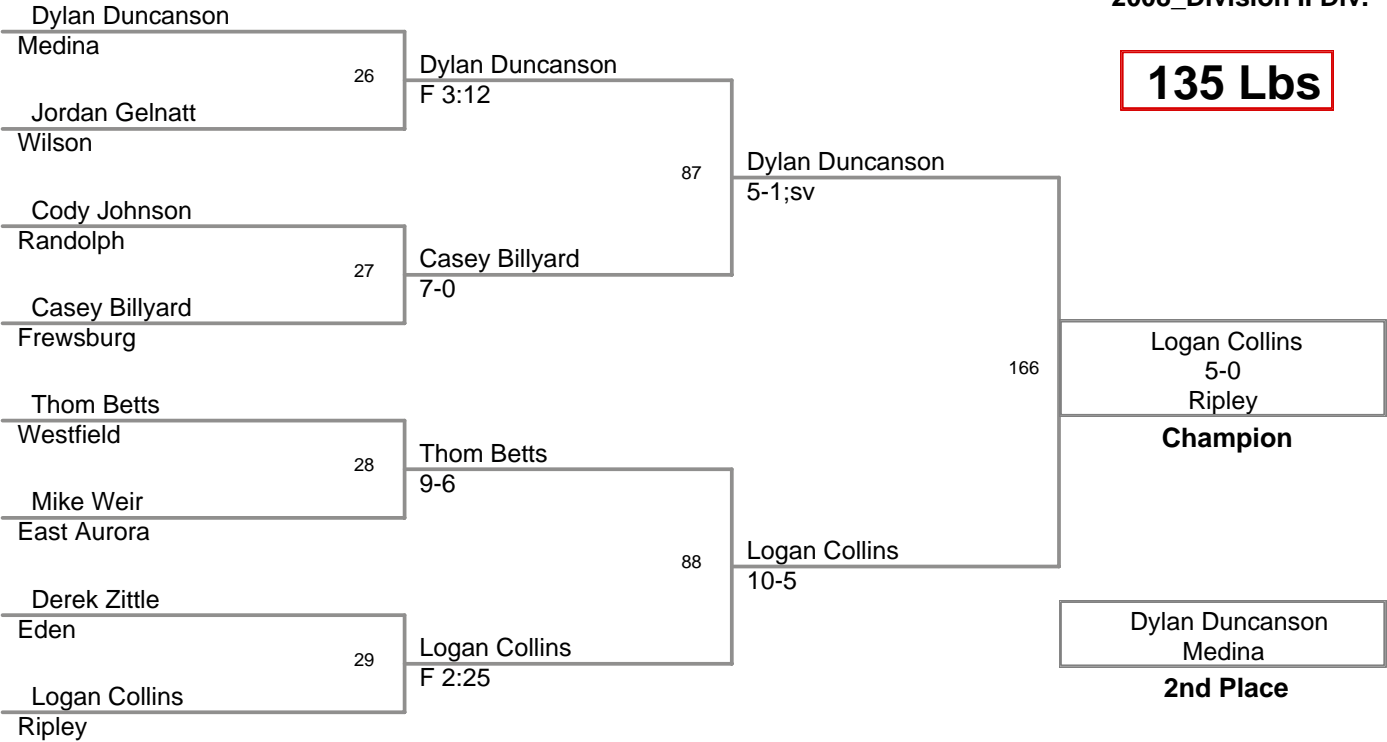 Dylan Duncanson
Medina
26
Jordan Gelnatt
Wilson
Dylan Duncanson
F 3:12
Cody Johnson
Randolph
27
Casey Billyard
Frewsburg
Casey Billyard
7-0
87
Dylan Duncanson
5-1;sv
Thom Betts
Westfield
28
Mike Weir
East Aurora
Thom Betts
9-6
Derek Zittle
Eden
29
Logan Collins
Ripley
Logan Collins
F 2:25
88
Logan Collins
10-5
166
135 Lbs
Logan Collins
5-0
Ripley
Champion
Dylan Duncanson
Medina
2nd Place